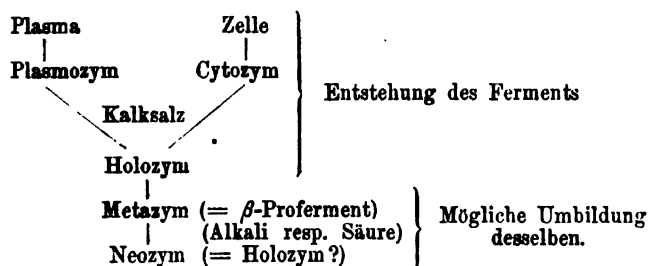 Plasma Zelle
Plasmozym Cytozym
Entstehung des Ferments
Kalksalz
Holozym
Metazym (= β-Proferment)
(Alkali resp. Säure)
Mögliche Umbildung
desselben.
Neozym (= Holozym?)